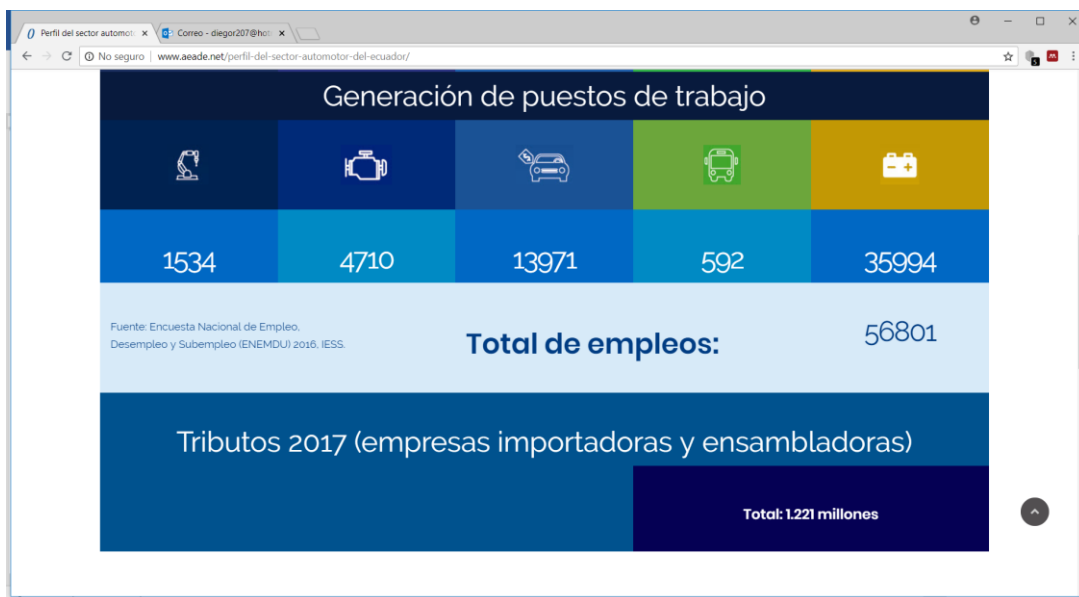 Perfil del sector automot
Correo - diegor207@hot
No seguro | www.aeade.net/perfil-del-sector-automotor-del-ecuador/
5
Generación de puestos de trabajo
1534 4710 13971 592 35994
Fuente: Encuesta Nacional de Empleo,
Desempleo y Subempleo (ENEMDU) 2016, IESS.
Total de empleos: 56801
Tributos 2017 (empresas importadoras y ensambladoras)
Total: 1.221 millones